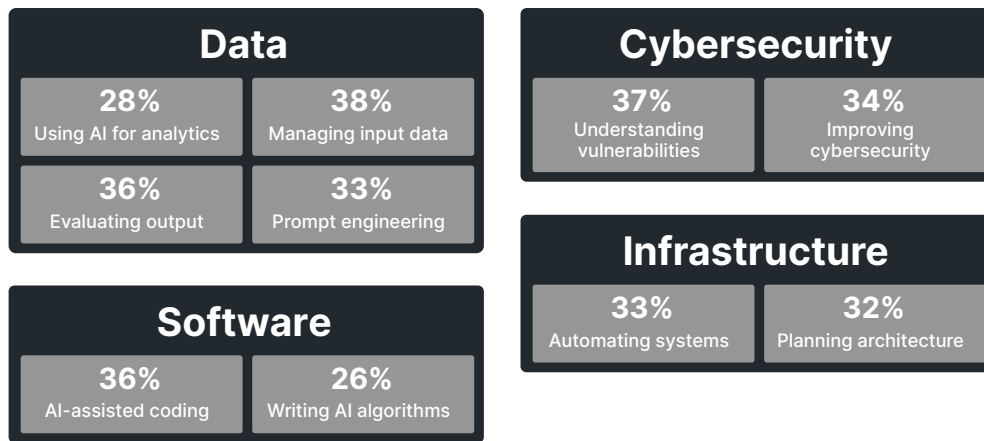 Data
28%
Using AI for analytics
38%
Managing input data
36%
Evaluating output
33%
Prompt engineering
Software
36%
AI-assisted coding
26%
Writing AI algorithms
Cybersecurity
37%
Understanding
vulnerabilities
34%
Improving
cybersecurity
Infrastructure
33%
Automating systems
32%
Planning architecture